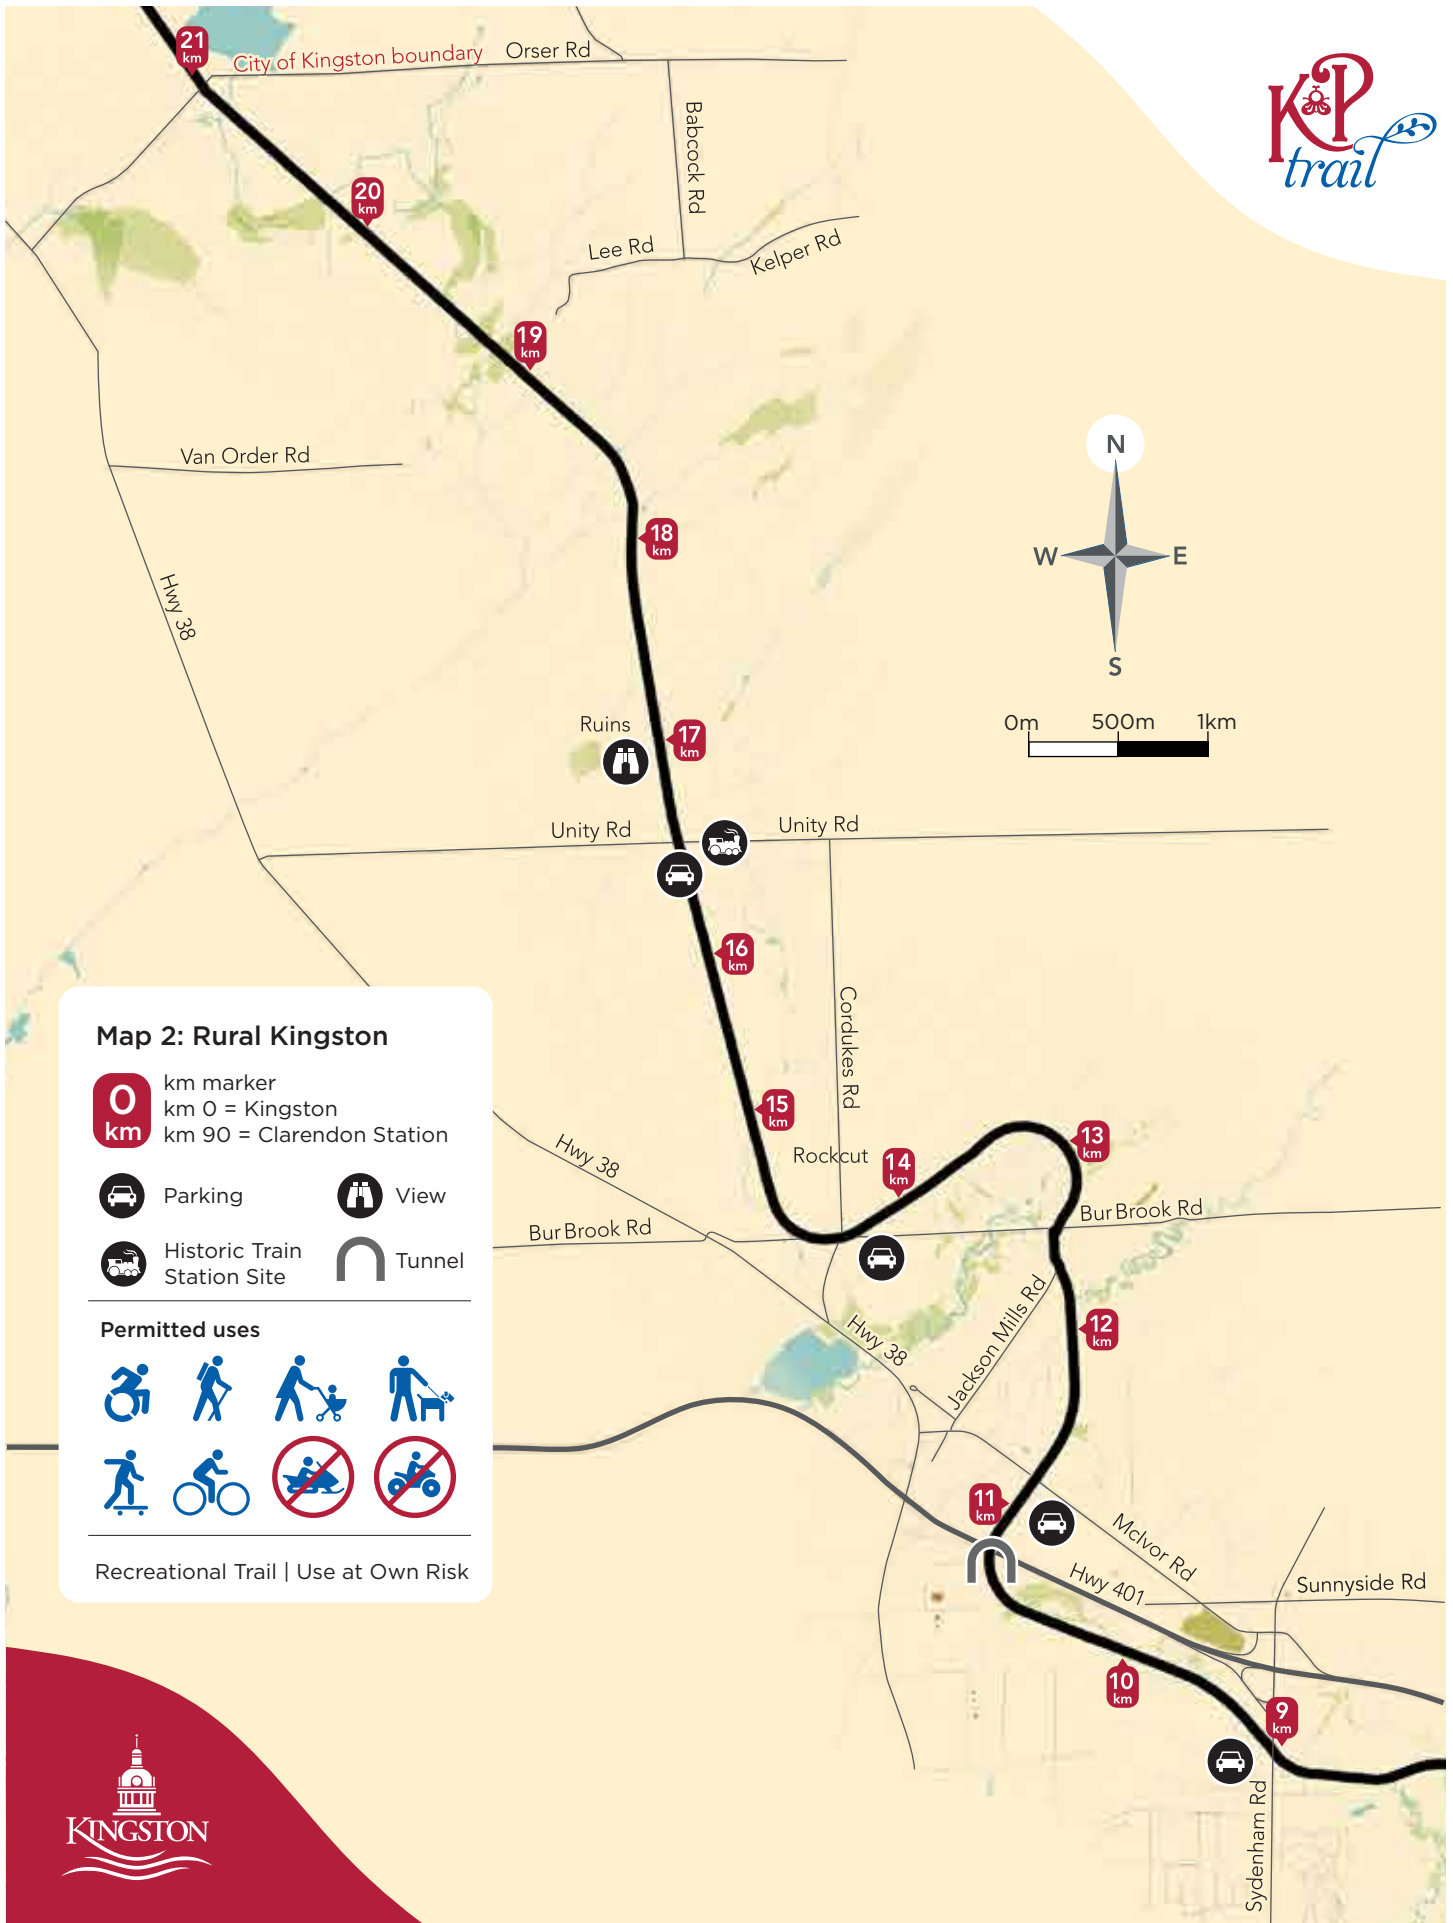 21
km
City of Kingston boundary
Orser Rd
K&P
trail
Babcock Rd
20
km
Lee Rd
Kelper Rd
19
km
Van Order Rd
N
W
E
S
18
km
Hwy 38
0m 500m 1km
Ruins
17
km
Unity Rd
Unity Rd
16
km
Cordukes Rd
Map 2: Rural Kingston
0
km
km marker
km 0 = Kingston
km 90 = Clarendon Station
Parking
View
Historic Train
Station Site
Tunnel
Permitted uses
Recreational Trail | Use at Own Risk
15
km
Hwy 38
Rockcut
14
km
13
km
Bur Brook Rd
Bur Brook Rd
12
km
Jackson Mills Rd
Hwy 38
11
km
McIvor Rd
Hwy 401
Sunnyside Rd
10
km
9
km
Sydenham Rd
KINGSTON